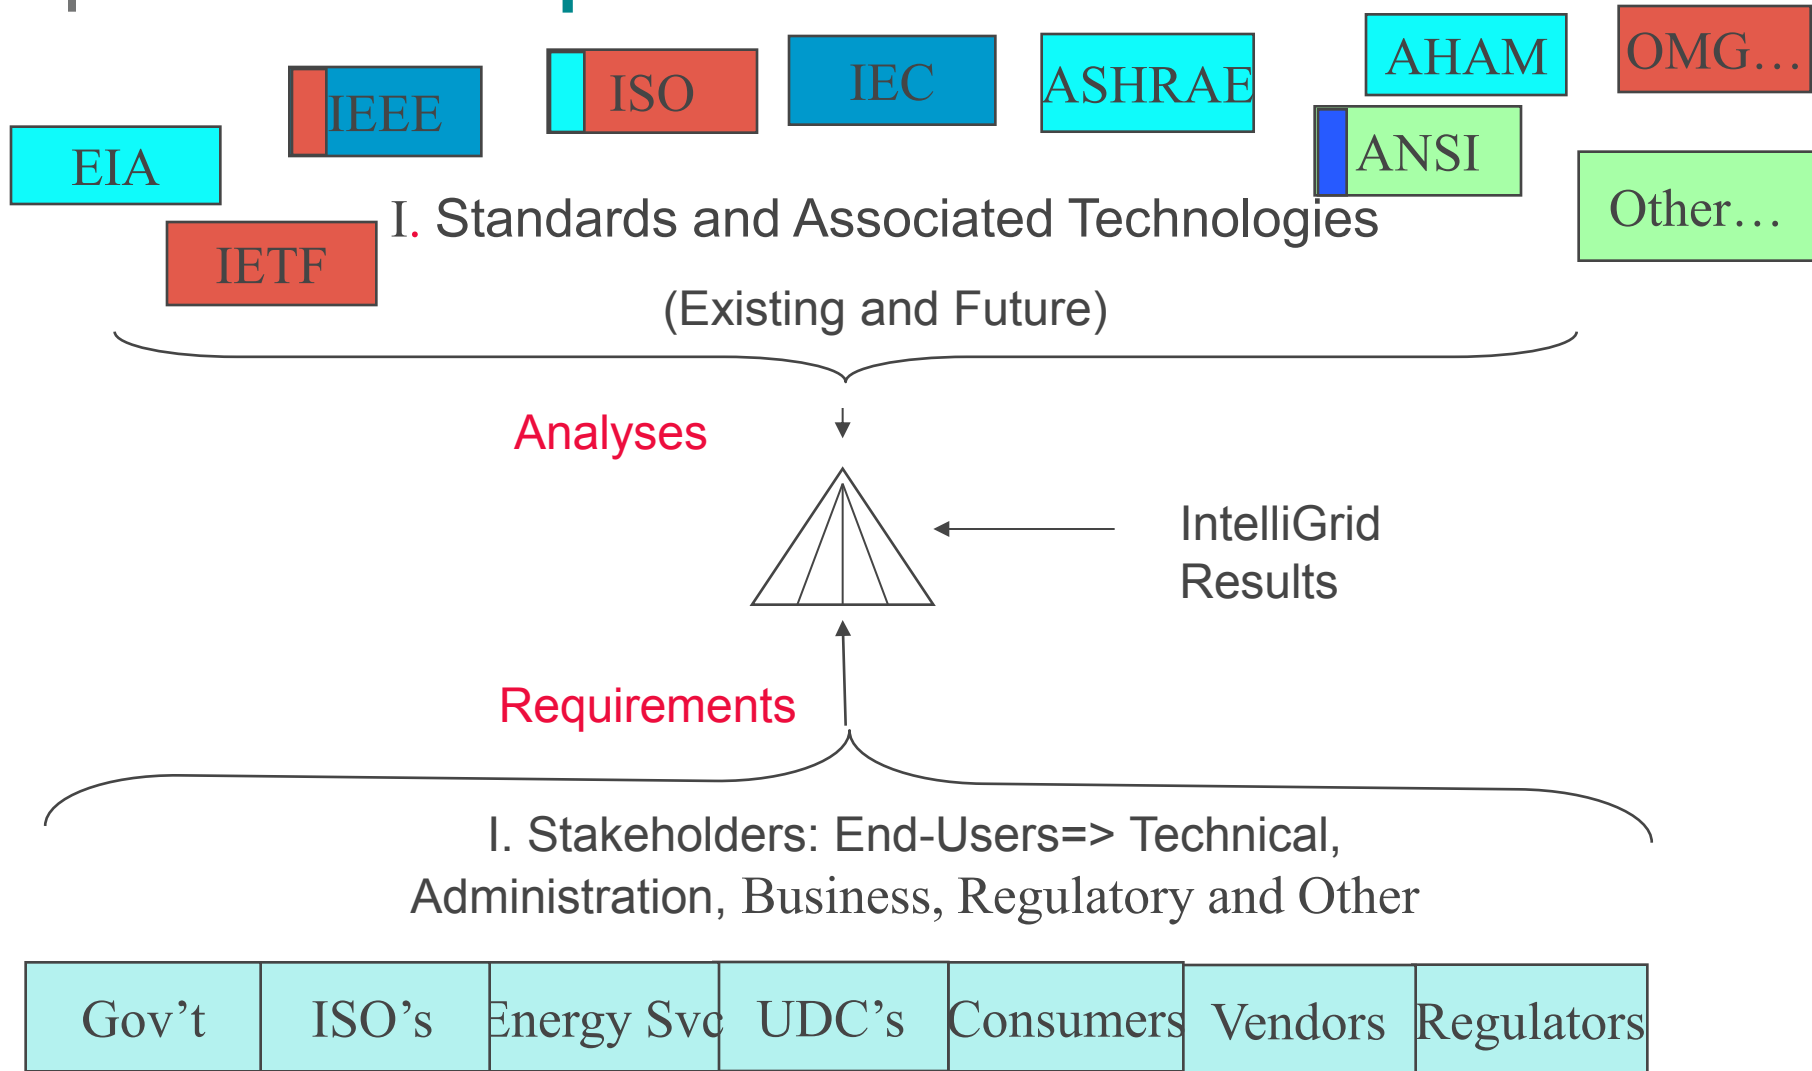 AHAM
OMG…
IEEE
ISO
IEC
ASHRAE
EIA
ANSI
I. Standards and Associated Technologies
Other…
IETF
(Existing and Future)
Analyses
IntelliGrid
Results
Requirements
I. Stakeholders: End-Users=> Technical,
Administration, Business, Regulatory and Other
Gov’t
ISO’s
Energy Svc
UDC’s
Consumers
Vendors
Regulators